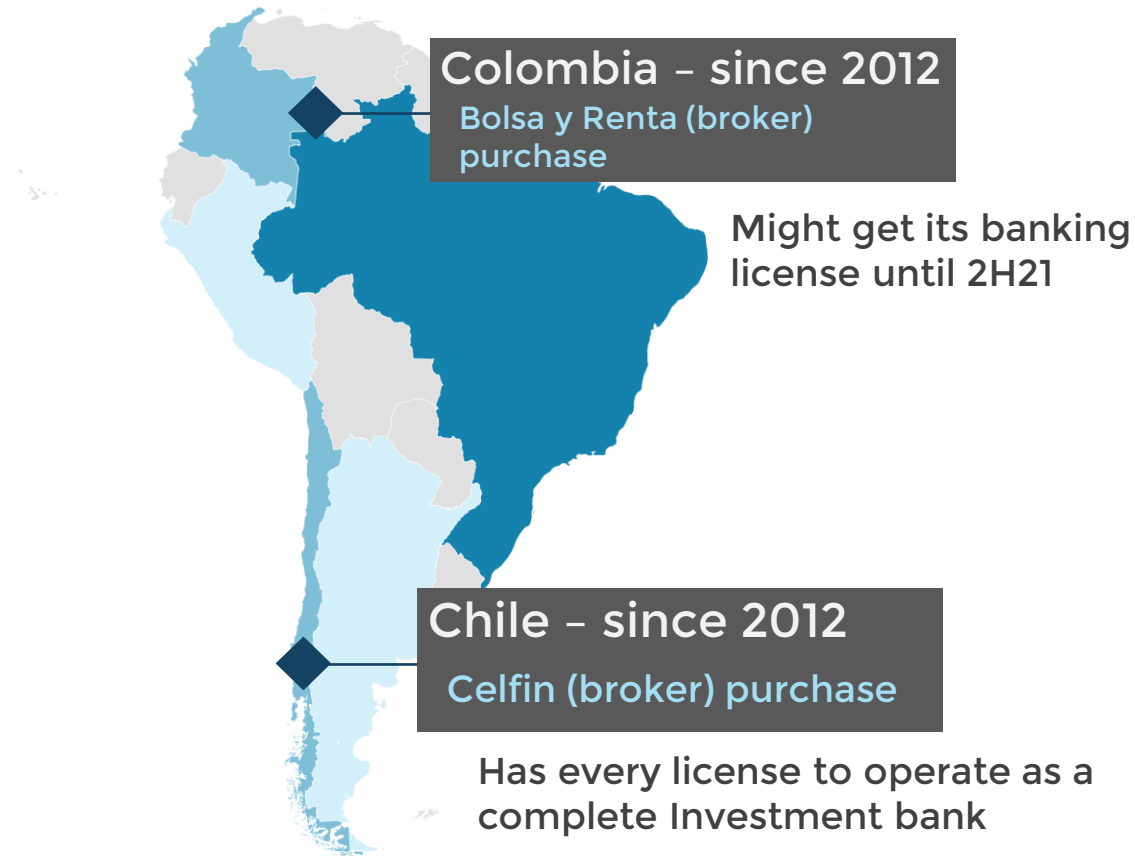 Colombia – since 2012
Bolsa y Renta (broker)
purchase
Might get its banking
license until 2H21
Chile – since 2012
Celfin (broker) purchase
Has every license to operate as a
complete Investment bank